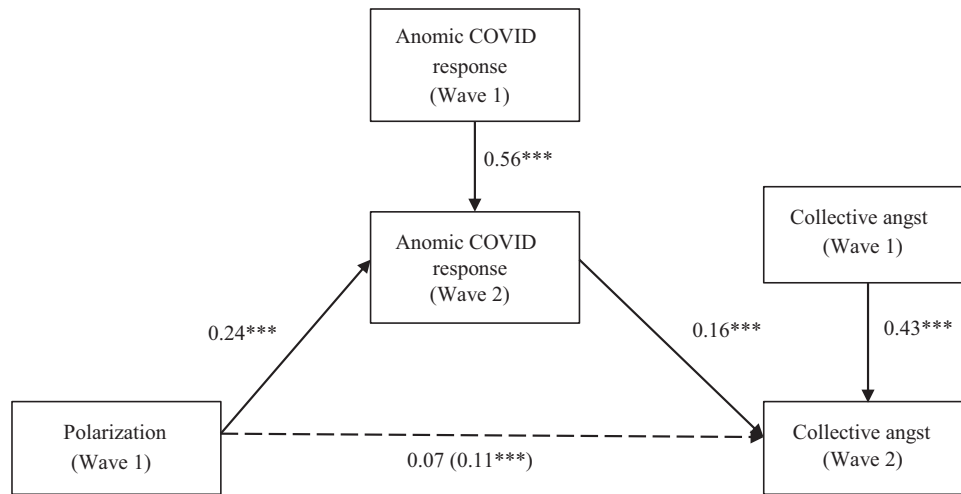 Anomic COVID
response
(Wave 1)
0.56***
Anomic COVID
response
(Wave 2)
Collective angst
(Wave 1)
0.24***
0.16***
0.43***
Polarization
(Wave 1)
0.07 (0.11***)
Collective angst
(Wave 2)